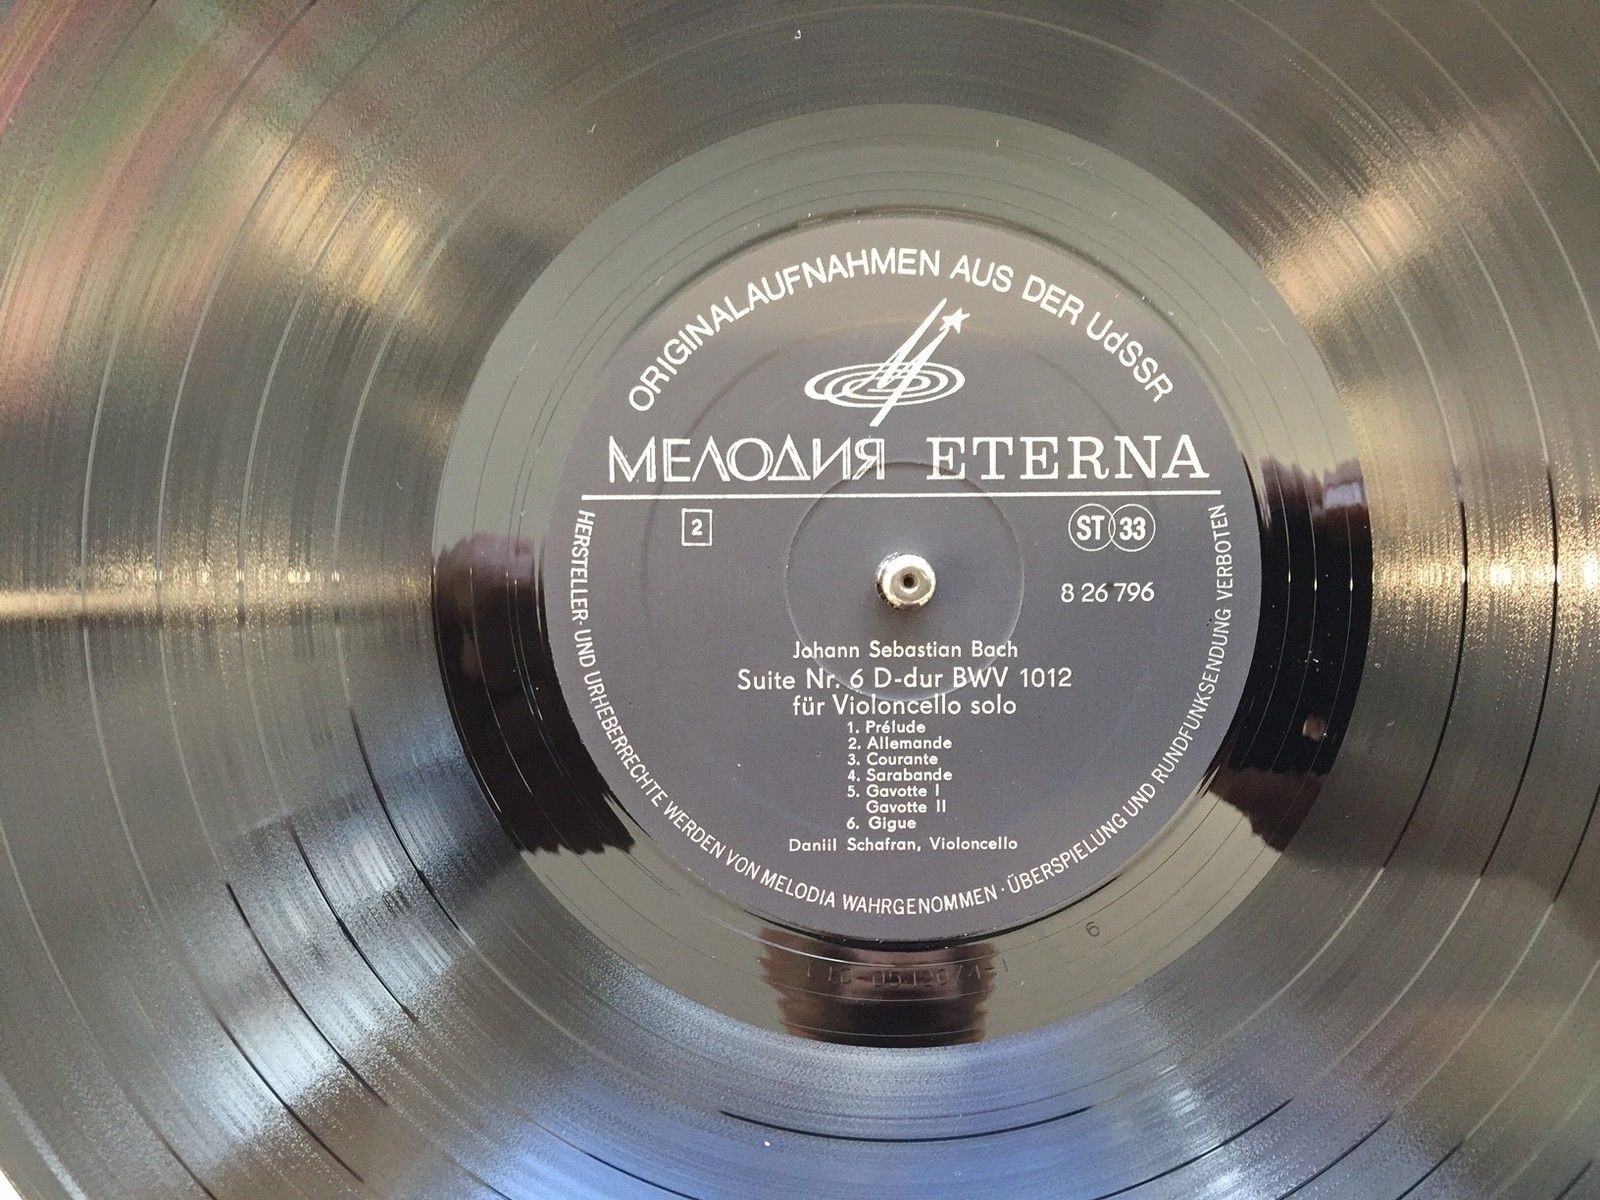 ORIGINALAUFNAHMEN AUS DER UdSSR
МЕЛОДИЯ ETERNA
2
ST 33
8 26 796
Johann Sebastian Bach
Suite Nr. 6 D-dur BWV 1012
für Violoncello solo
1. Prélude
2. Allemande
3. Courante
4. Sarabande
5. Gavotte I
Gavotte II
6. Gigue
Daniil Schafran, Violoncello
HERSTELLER- UND URHEBERRECHTE WERDEN VON MELODIA WAHRGENOMMEN · ÜBERSPIELUNG UND RUNDFUNKSENDUNG VERBOTEN
6